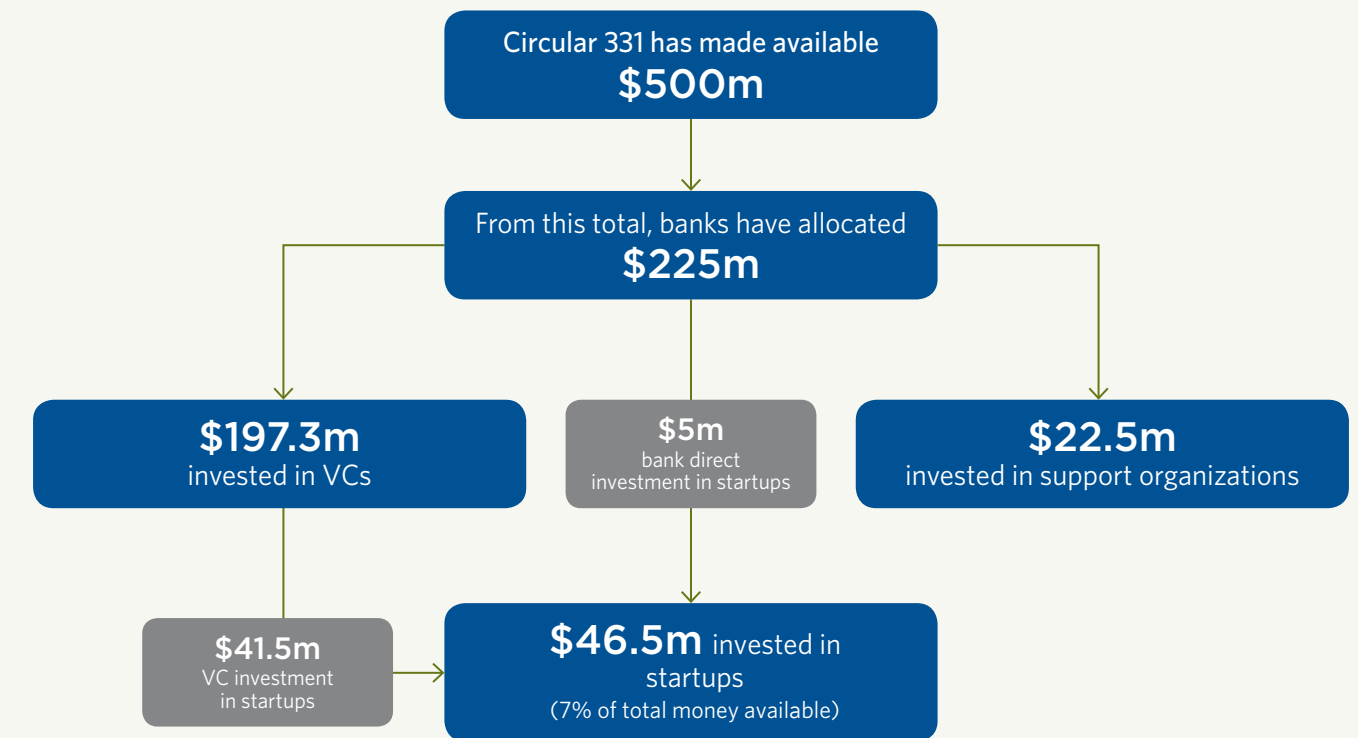 Circular 331 has made available
$500m
From this total, banks have allocated
$225m
$197.3m
invested in VCs
$5m
bank direct
investment in startups
$22.5m
invested in support organizations
$41.5m
VC investment
in startups
$46.5m invested in
startups
(7% of total money available)